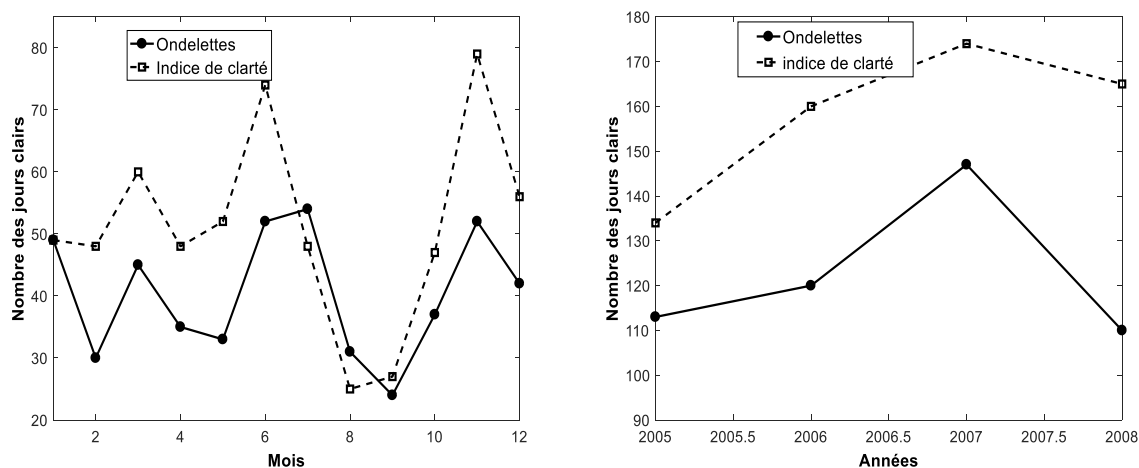 Ondelettes
Indice de clarté
80
70
60
50
40
30
20
2 4 6 8 10 12
Mois
Nombre des jours clairs
Ondelettes
indice de clarté
180
170
160
150
140
130
120
110
100
90
2005 2005.5 2006 2006.5 2007 2007.5 2008
Années
Nombre des jours clairs